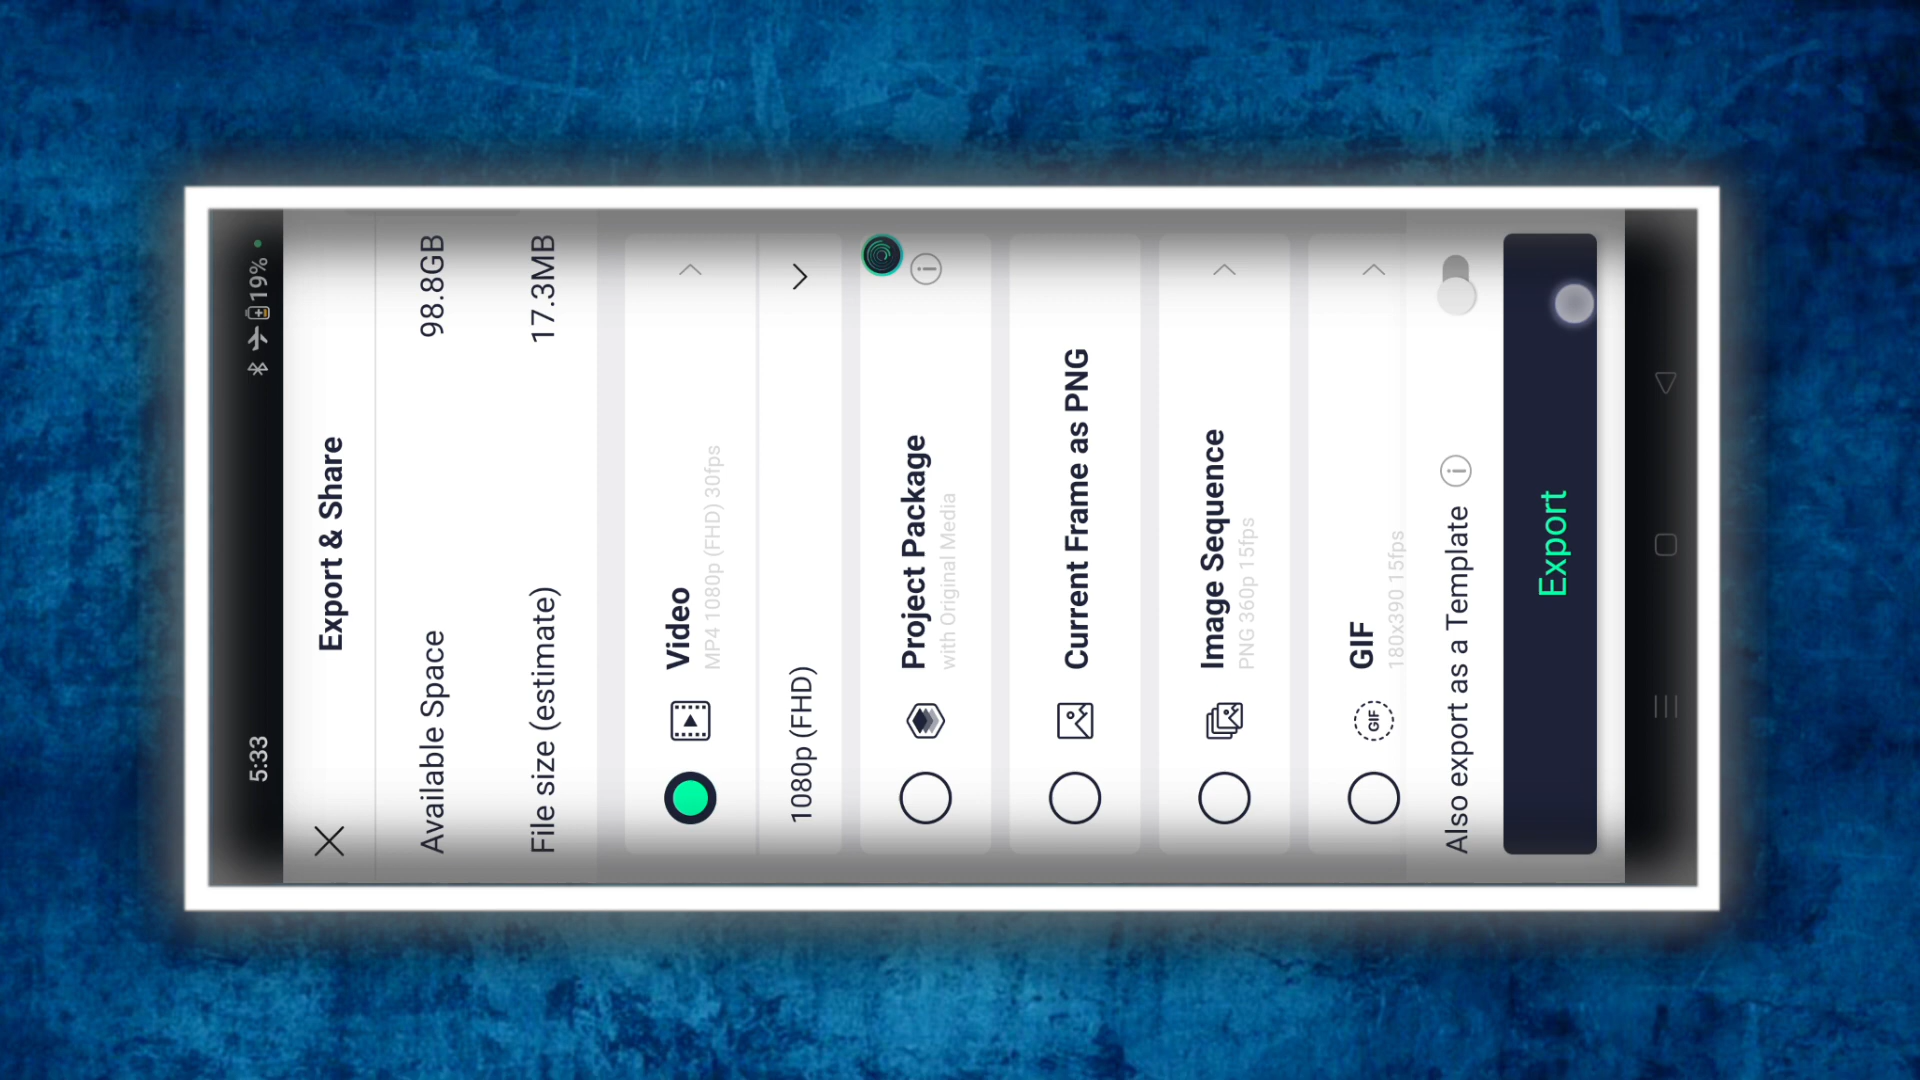 5:33
19%
Export & Share
Available Space 98.8GB
File size (estimate) 17.3MB
Video
MP4 1080p (FHD) 30fps
1080p (FHD)
Project Package
with Original Media
Current Frame as PNG
Image Sequence
PNG 360p 15fps
GIF
GIF
180x390 15fps
Also export as a Template
Export